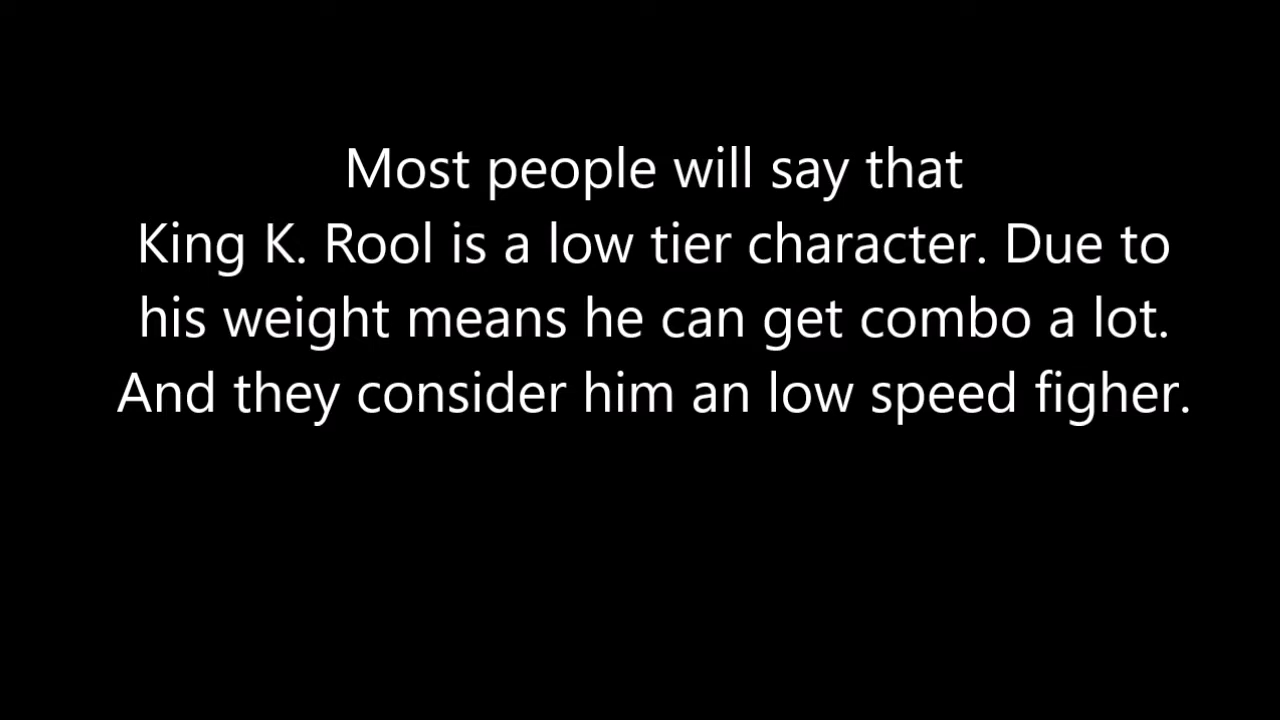 Most people will say that
King K. Rool is a low tier character. Due to
his weight means he can get combo a lot.
And they consider him an low speed figher.